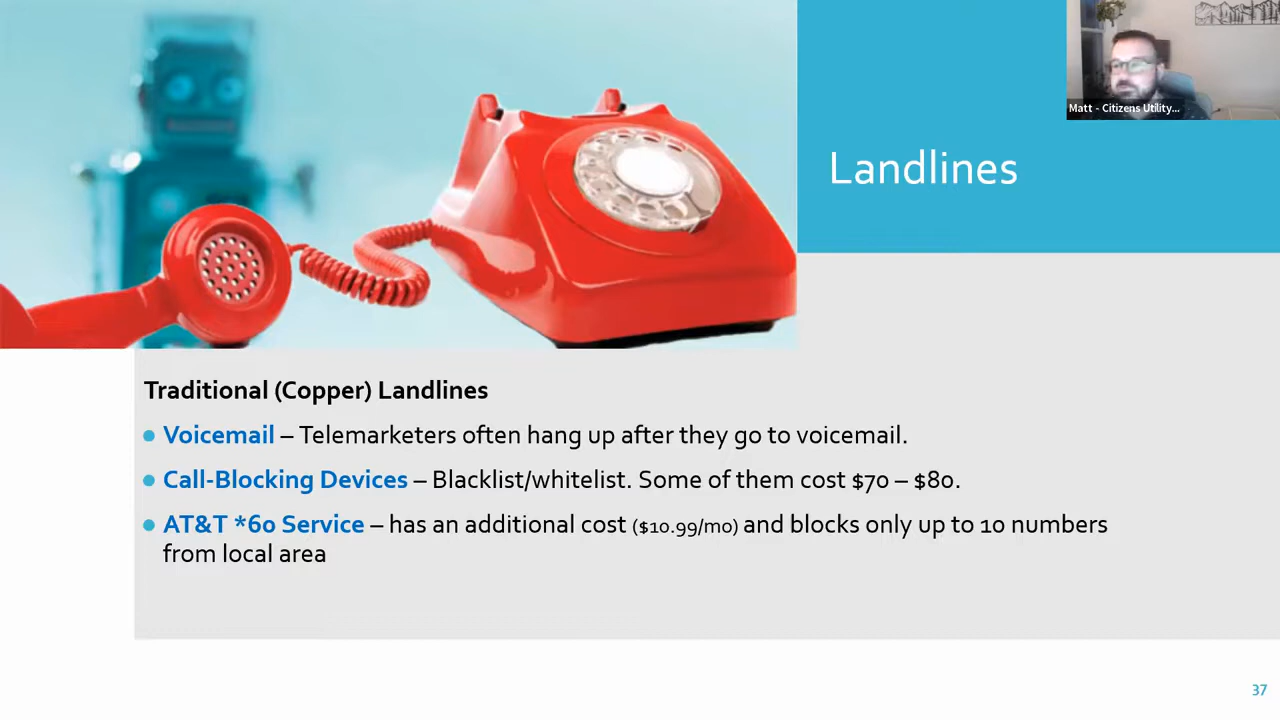 Matt - Citizens Utility...
Landlines
Traditional (Copper) Landlines
● Voicemail – Telemarketers often hang up after they go to voicemail.
● Call-Blocking Devices – Blacklist/whitelist. Some of them cost $70 – $80.
● AT&T *60 Service – has an additional cost ($10.99/mo) and blocks only up to 10 numbers
from local area
37